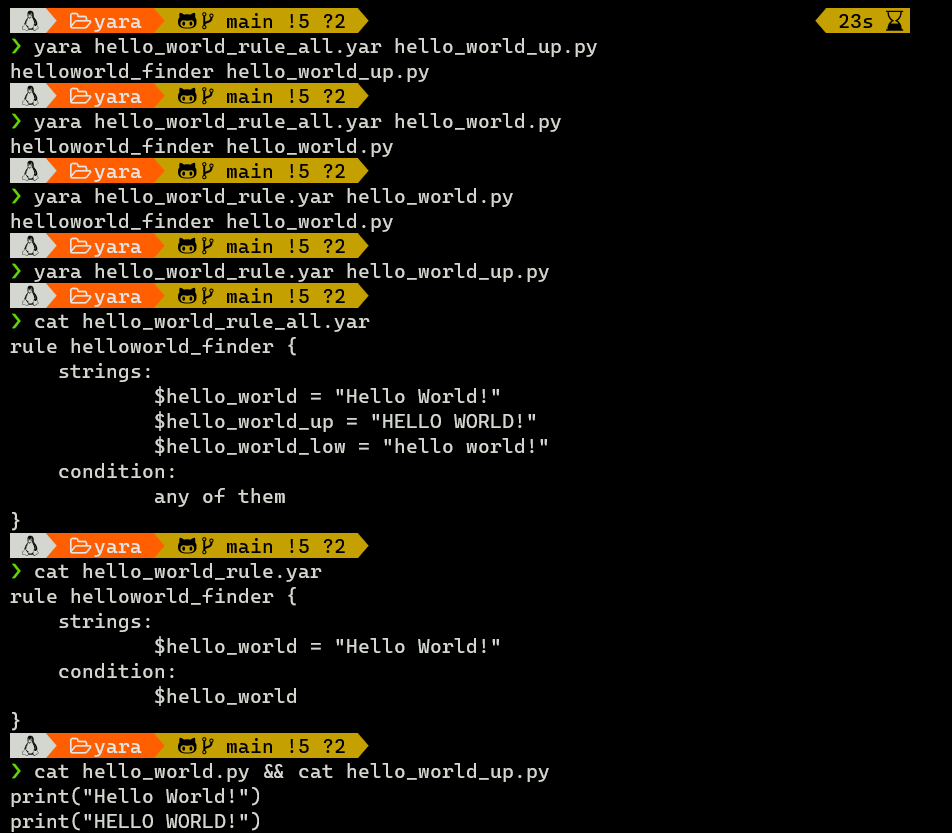 yara main !5 ?2 23s
❯ yara hello_world_rule_all.yar hello_world_up.py
helloworld_finder hello_world_up.py
yara main !5 ?2
❯ yara hello_world_rule_all.yar hello_world.py
helloworld_finder hello_world.py
yara main !5 ?2
❯ yara hello_world_rule.yar hello_world.py
helloworld_finder hello_world.py
yara main !5 ?2
❯ yara hello_world_rule.yar hello_world_up.py
yara main !5 ?2
❯ cat hello_world_rule_all.yar
rule helloworld_finder {
    strings:
            $hello_world = "Hello World!"
            $hello_world_up = "HELLO WORLD!"
            $hello_world_low = "hello world!"
    condition:
            any of them
}
yara main !5 ?2
❯ cat hello_world_rule.yar
rule helloworld_finder {
    strings:
            $hello_world = "Hello World!"
    condition:
            $hello_world
}
yara main !5 ?2
❯ cat hello_world.py && cat hello_world_up.py
print("Hello World!")
print("HELLO WORLD!")